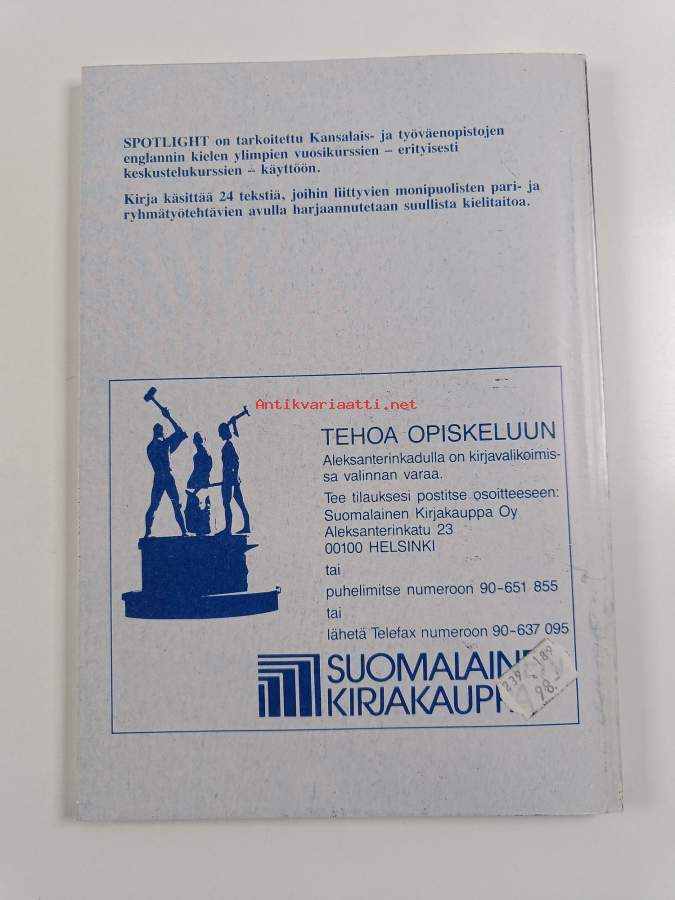 SPOTLIGHT on tarkoitettu Kansalais- ja työväenopistojen
englannin kielen ylimpien vuosikurssien – erityisesti
keskustelukurssien – käyttöön.
Kirja käsittää 24 tekstiä, joihin liittyvien monipuolisten pari- ja
ryhmätyötehtävien avulla harjaannutetaan suullista kielitaitoa.
Antikvariaatti.net
TEHOA OPISKELUUN
Aleksanterinkadulla on kirjavalikoimis-
sa valinnan varaa.
Tee tilauksesi postitse osoitteeseen:
Suomalainen Kirjakauppa Oy
Aleksanterinkatu 23
00100 HELSINKI
tai
puhelimitse numeroon 90-651 855
tai
lähetä Telefax numeroon 90-637 095
SUOMALAINE
KIRJAKAUPP
239 189
98.-